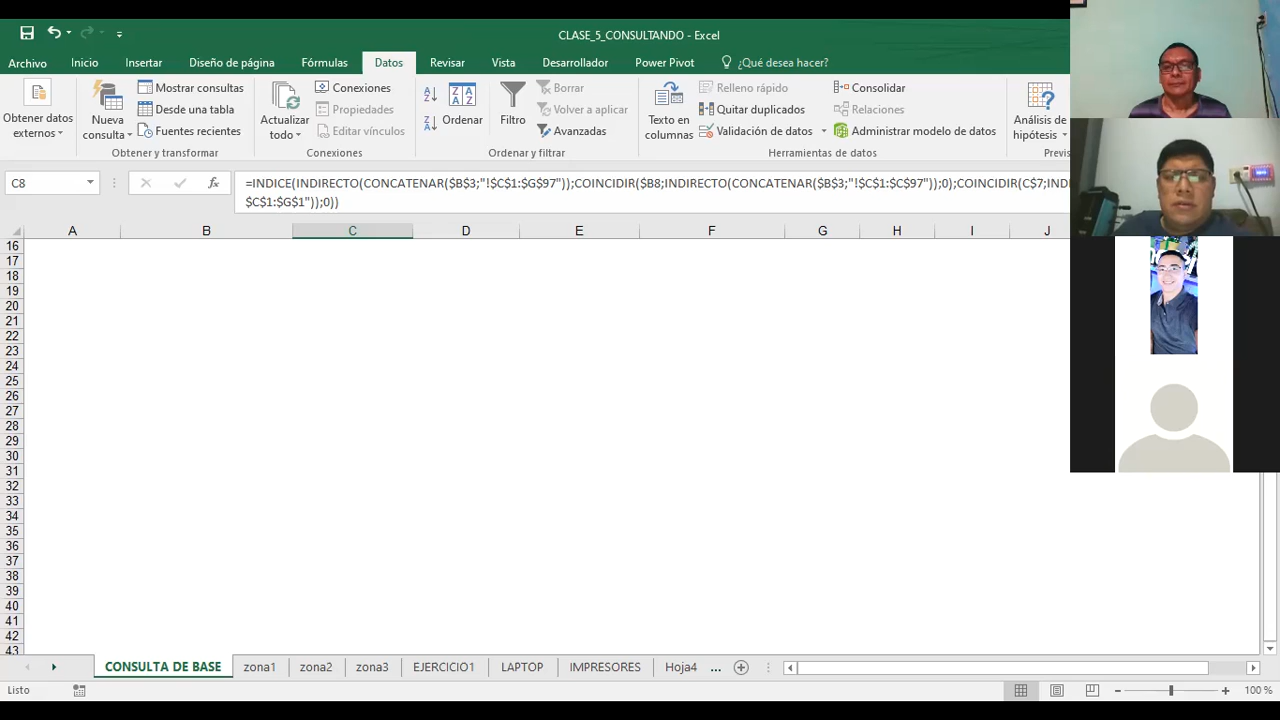 CLASE_5_CONSULTANDO - Excel
Archivo Inicio Insertar Diseño de página Fórmulas Datos Revisar Vista Desarrollador Power Pivot ¿Qué desea hacer?
Obtener datos externos
Nueva consulta
Mostrar consultas
Desde una tabla
Fuentes recientes
Obtener y transformar
Actualizar todo
Conexiones
Propiedades
Editar vínculos
Conexiones
Ordenar
Filtro
Borrar
Volver a aplicar
Avanzadas
Ordenar y filtrar
Texto en columnas
Relleno rápido
Quitar duplicados
Validación de datos
Consolidar
Relaciones
Administrar modelo de datos
Herramientas de datos
Análisis de hipótesis
Previs
C8
fx
=INDICE(INDIRECTO(CONCATENAR($B$3;"!$C$1:$G$97"));COINCIDIR($B8;INDIRECTO(CONCATENAR($B$3;"!$C$1:$C$97"));0);COINCIDIR(C$7;INDI
$C$1:$G$1"));0))
A B C D E F G H I J
16
17
18
19
20
21
22
23
24
25
26
27
28
29
30
31
32
33
34
35
36
37
38
39
40
41
42
43
CONSULTA DE BASE zona1 zona2 zona3 EJERCICIO1 LAPTOP IMPRESORES Hoja4 ...
Listo
100 %